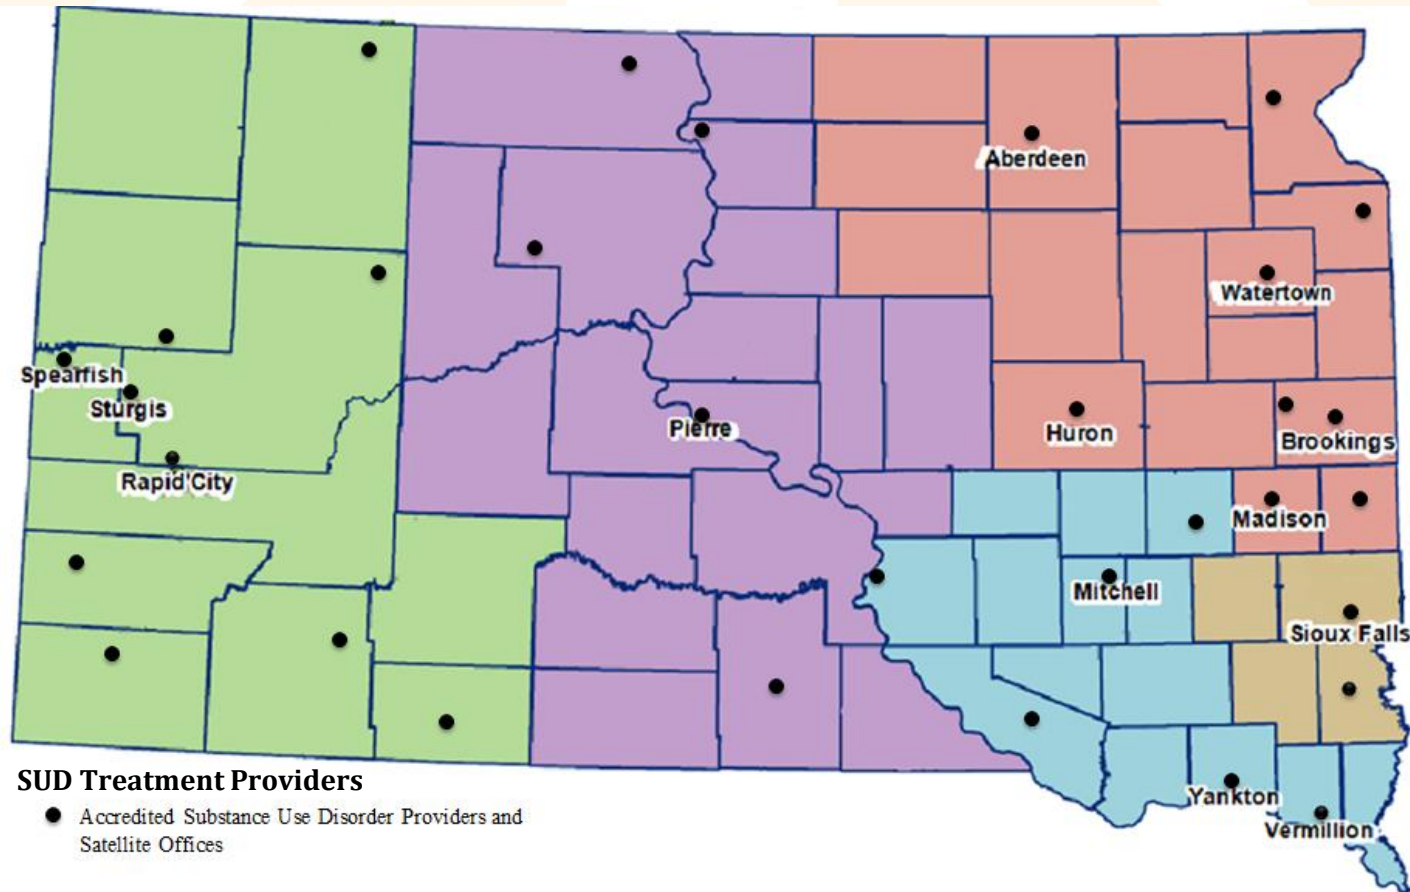 Aberdeen
Watertown
Spearfish
Sturgis
Pierre
Huron
Brookings
Rapid City
Madison
Mitchell
Sioux Falls
SUD Treatment Providers
Yankton
Accredited Substance Use Disorder Providers and
Satellite Offices
Vermillion